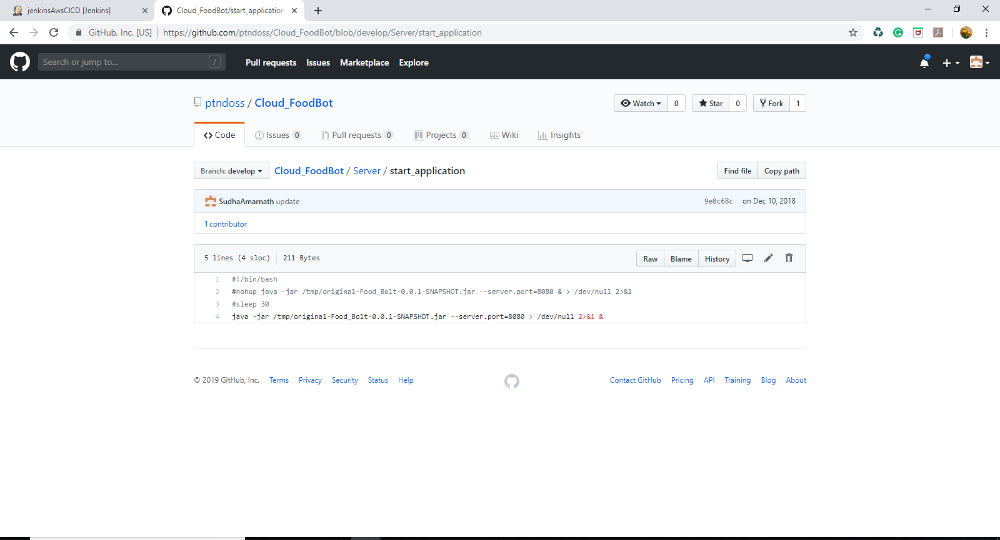 jenkinsAwsCICD [Jenkins]
Cloud_FoodBot/start_application
GitHub, Inc. [US]
https://github.com/ptndoss/Cloud_FoodBot/blob/develop/Server/start_application
Search or jump to...
/
Pull requests Issues Marketplace Explore
ptndoss / Cloud_FoodBot
Watch 0
Star 0
Fork 1
Code
Issues 0
Pull requests 0
Projects 0
Wiki
Insights
Branch: develop
Cloud_FoodBot / Server / start_application
Find file
Copy path
SudhaAmarnath update
9e0c68c on Dec 10, 2018
1 contributor
5 lines (4 sloc) 211 Bytes
Raw
Blame
History
1 #!/bin/bash
2 #nohup java -jar /tmp/original-Food_Bolt-0.0.1-SNAPSHOT.jar --server.port=8080 & > /dev/null 2>&1
3 #sleep 30
4 java -jar /tmp/original-Food_Bolt-0.0.1-SNAPSHOT.jar --server.port=8080 > /dev/null 2>&1 &
© 2019 GitHub, Inc. Terms Privacy Security Status Help
Contact GitHub Pricing API Training Blog About